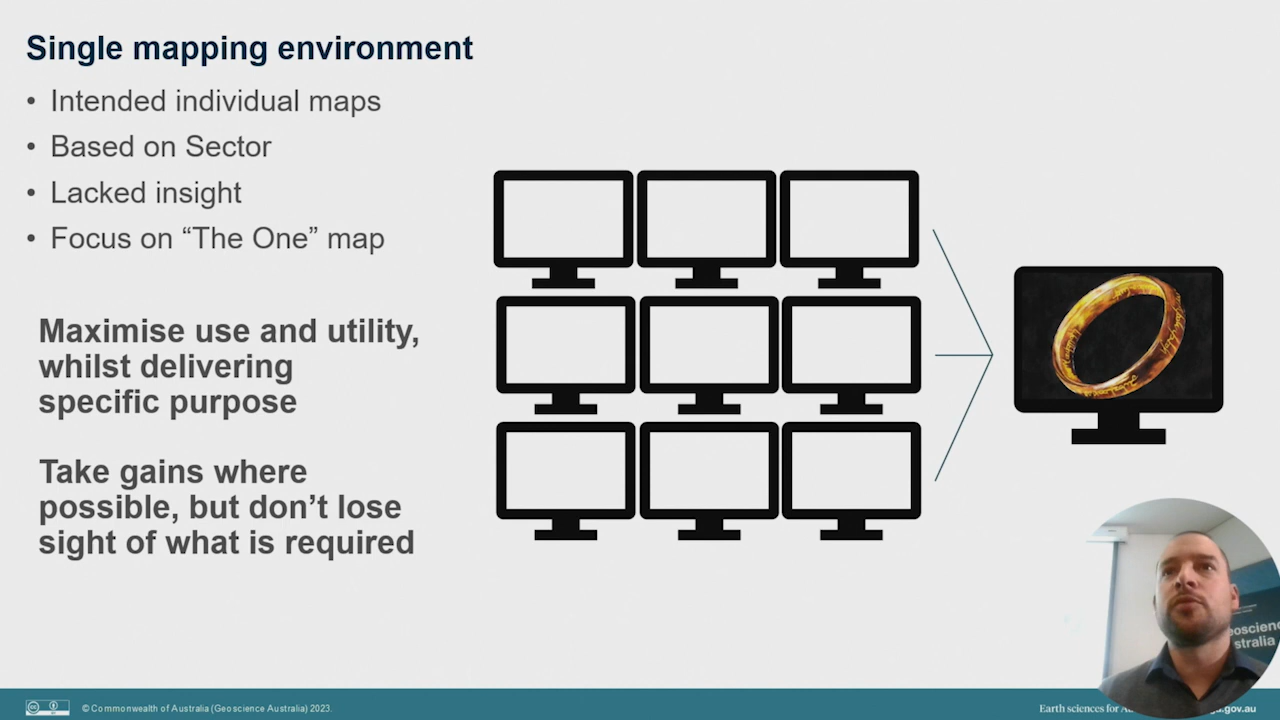 Single mapping environment
• Intended individual maps
• Based on Sector
• Lacked insight
• Focus on “The One” map
Maximise use and utility,
whilst delivering
specific purpose
Take gains where
possible, but don’t lose
sight of what is required
© Commonwealth of Australia (Geoscience Australia) 2023.
Earth sciences for
.gov.au